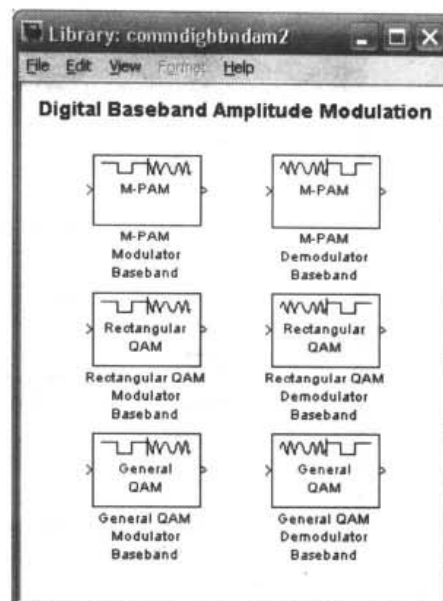 Library: commdigbbndam2
File Edit View Format Help
Digital Baseband Amplitude Modulation
M-PAM
M-PAM
Modulator
Baseband
M-PAM
M-PAM
Demodulator
Baseband
Rectangular
QAM
Rectangular QAM
Modulator
Baseband
Rectangular
QAM
Rectangular QAM
Demodulator
Baseband
General
QAM
General QAM
Modulator
Baseband
General
QAM
General QAM
Demodulator
Baseband